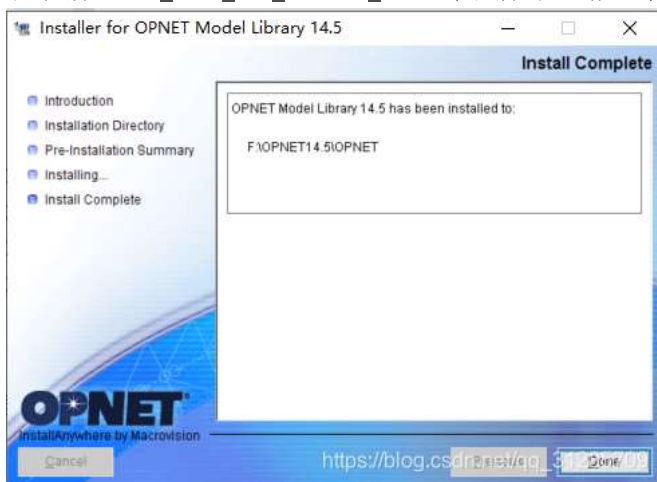 Installer for OPNET Model Library 14.5
Install Complete
Introduction
Installation Directory
Pre-Installation Summary
Installing...
Install Complete
OPNET Model Library 14.5 has been installed to:
F:\OPNET14.5\OPNET
OPNET
InstallAnywhere by Macrovision
Cancel
Previous
Done